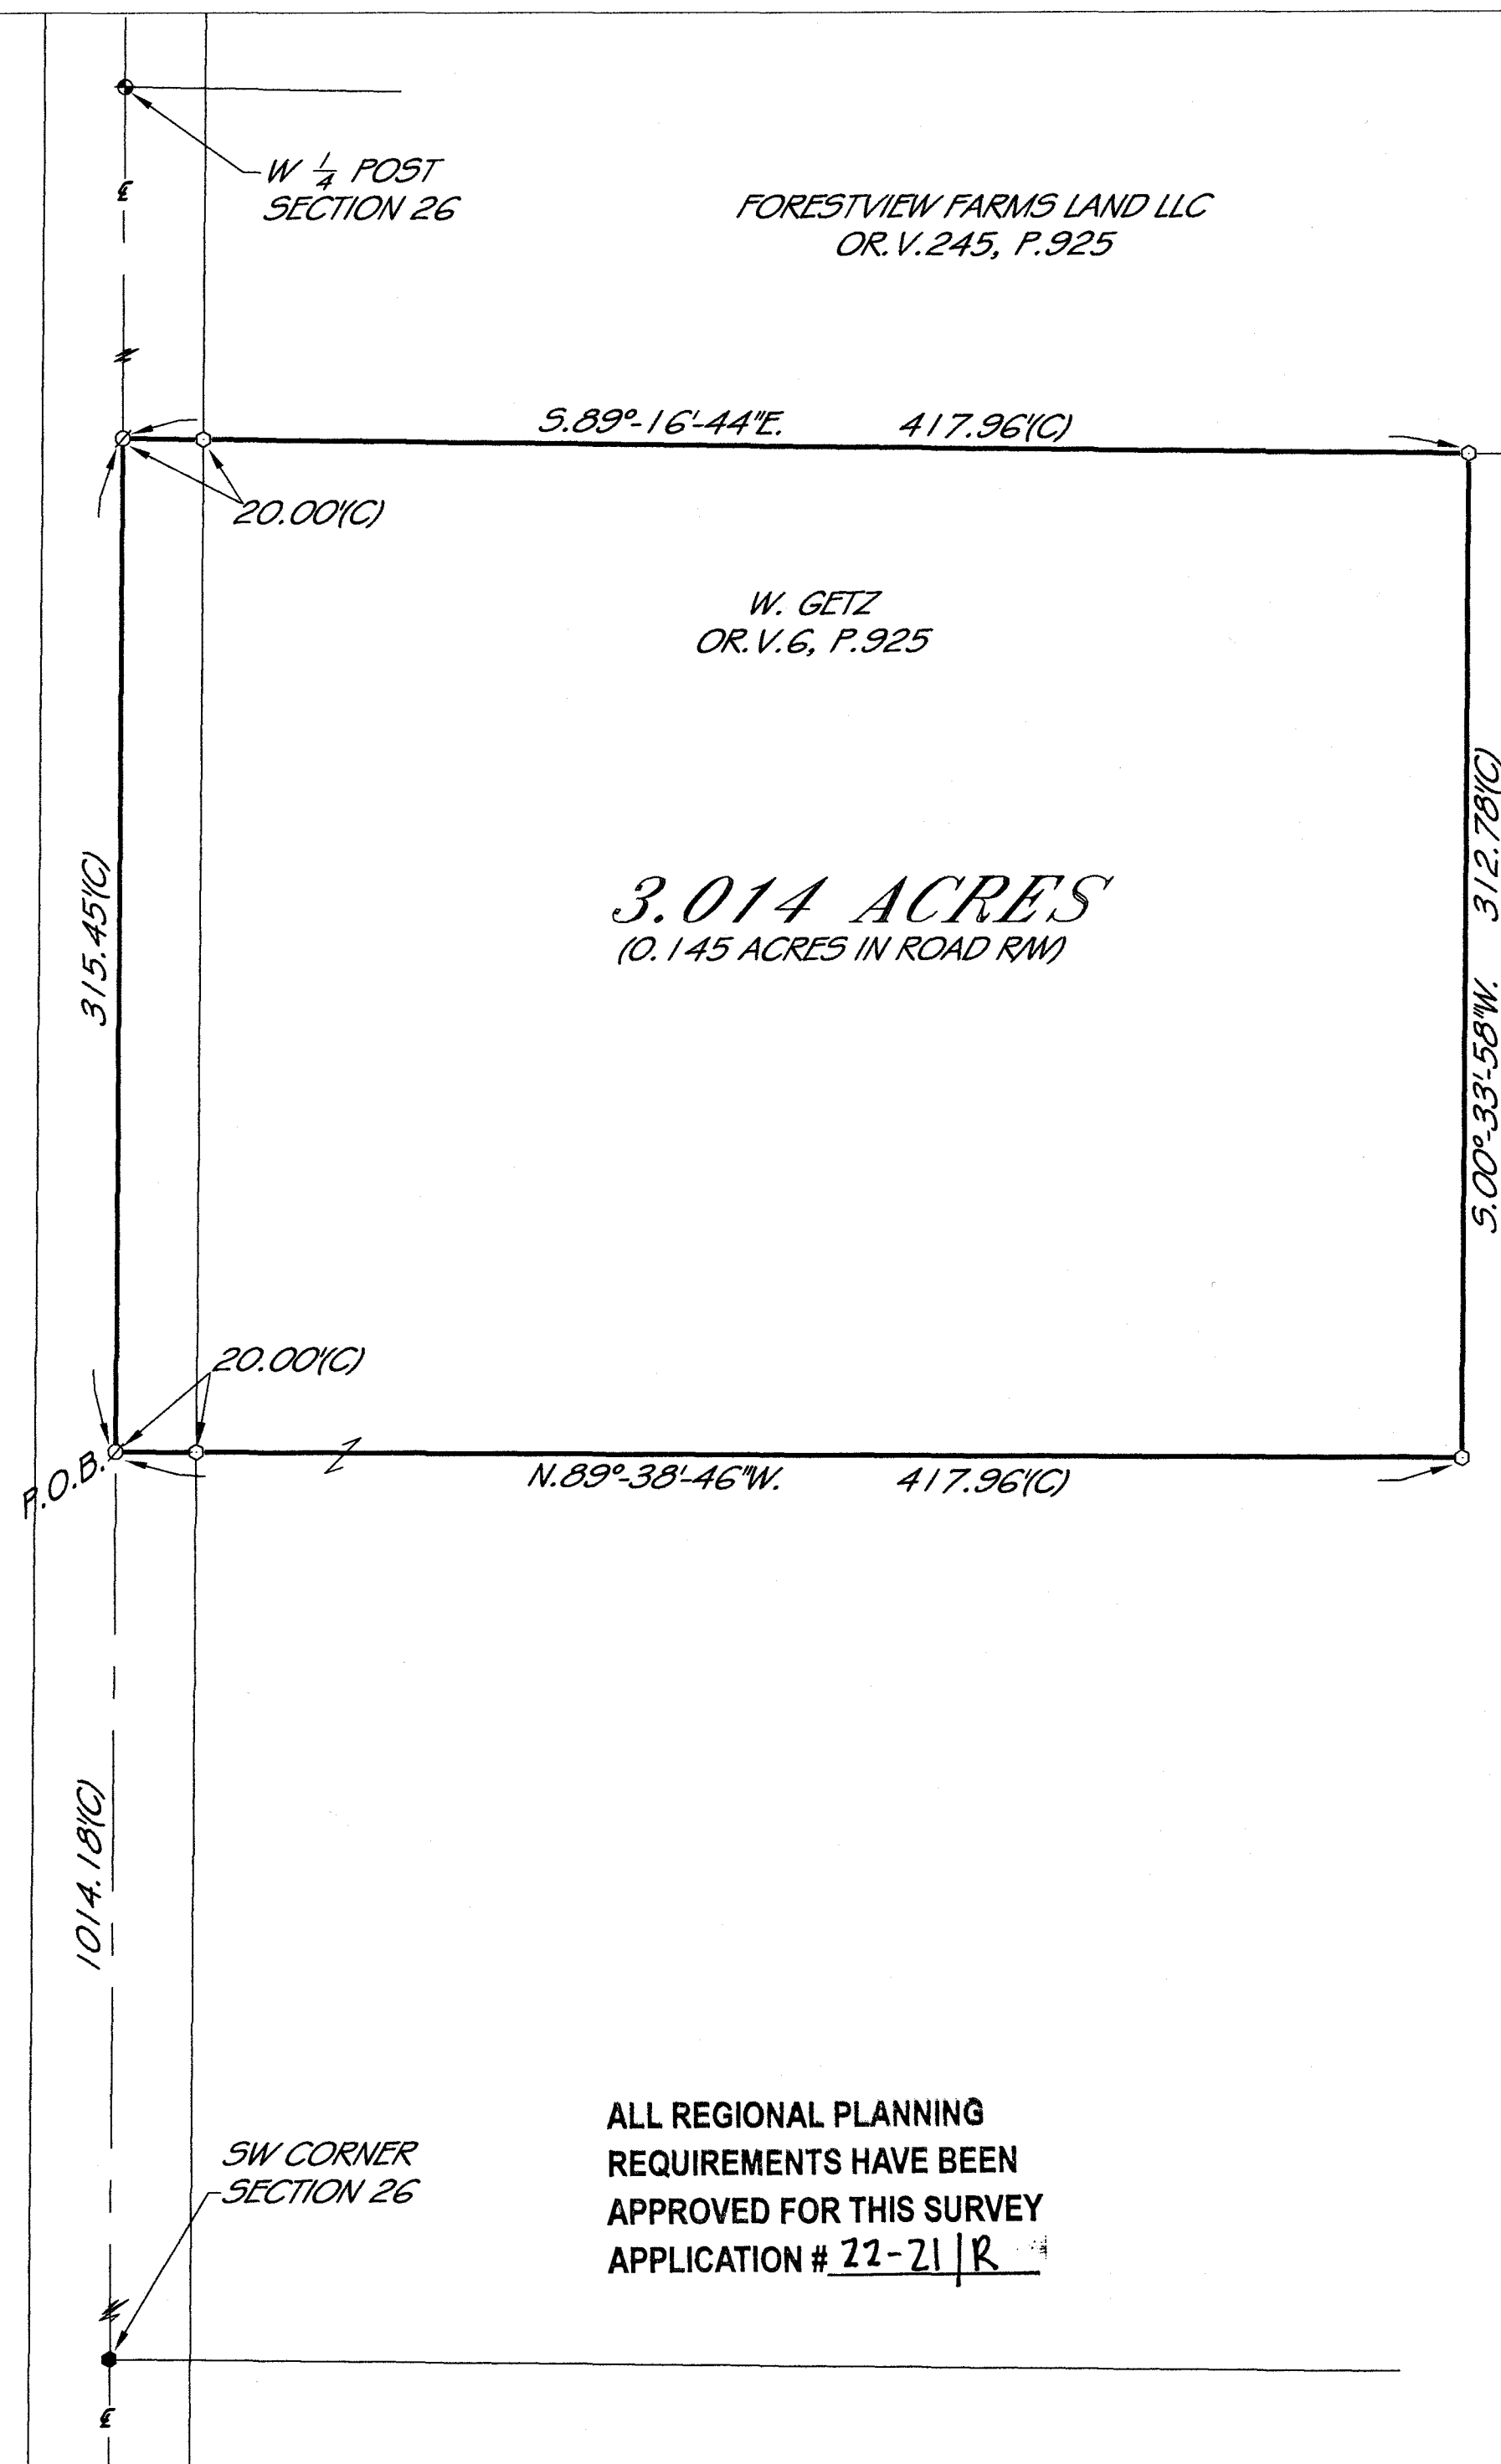 W 1/4 POST
SECTION 26
FORESTVIEW FARMS LAND LLC
OR.V.245, P.925
S.89°-16'-44"E. 417.96'(C)
20.00'(C)
W. GETZ
OR.V.6, P.925
315.45'(C)
3.014 ACRES
(0.145 ACRES IN ROAD R/W)
S.00°-33'-58"W. 312.78'(C)
20.00'(C)
P.O.B.
N.89°-38'-46"W. 417.96'(C)
1014.18'(C)
SW CORNER
SECTION 26
ALL REGIONAL PLANNING
REQUIREMENTS HAVE BEEN
APPROVED FOR THIS SURVEY
APPLICATION # 22-21|R